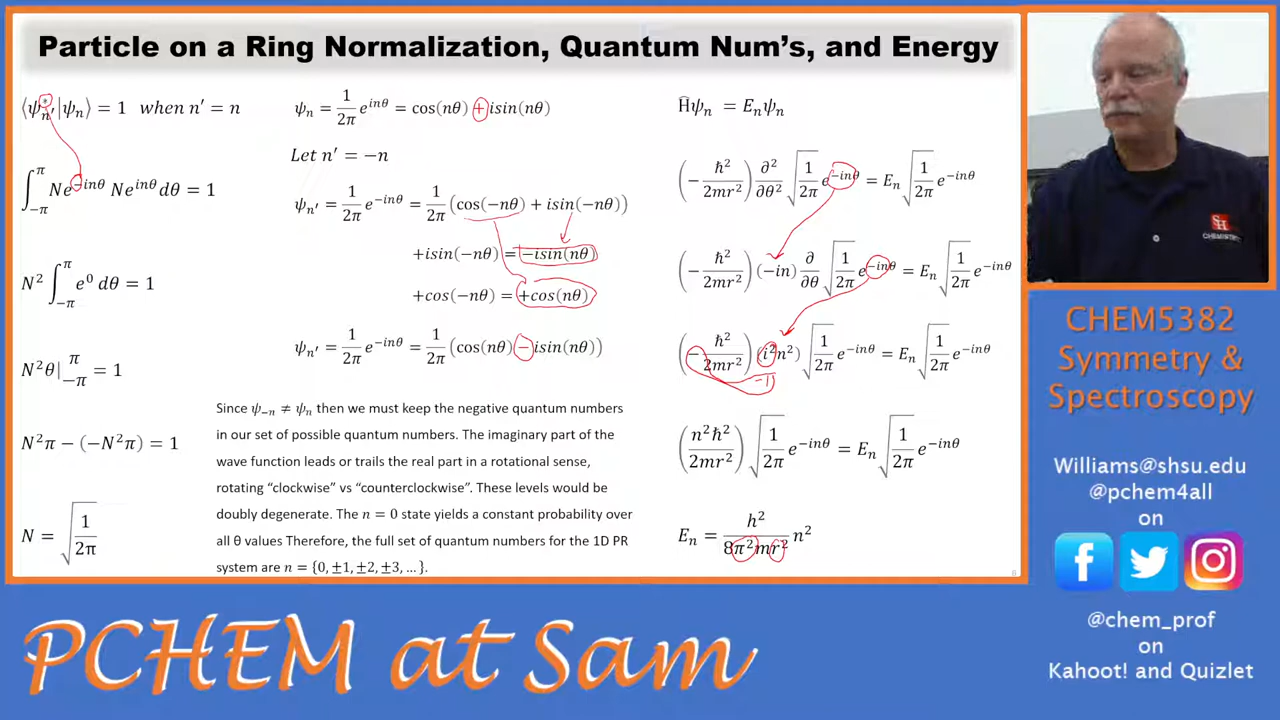 Particle on a Ring Normalization, Quantum Num's, and Energy
⟨ψ*ₙ′|ψₙ⟩ = 1 when n′ = n
∫_{−π}^{π} Ne^{−inθ} Ne^{inθ} dθ = 1
N² ∫_{−π}^{π} e⁰ dθ = 1
N²θ|_{−π}^{π} = 1
N²π − (−N²π) = 1
N = √(1/2π)
ψₙ = 1/2π e^{inθ} = cos(nθ) + isin(nθ)
Let n′ = −n
ψₙ′ = 1/2π e^{−inθ} = 1/2π (cos(−nθ) + isin(−nθ))
+isin(−nθ) = −isin(nθ)
+cos(−nθ) = +cos(nθ)
ψₙ′ = 1/2π e^{−inθ} = 1/2π (cos(nθ) − isin(nθ))
Since ψ₋ₙ ≠ ψₙ then we must keep the negative quantum numbers
in our set of possible quantum numbers. The imaginary part of the
wave function leads or trails the real part in a rotational sense,
rotating "clockwise" vs "counterclockwise". These levels would be
doubly degenerate. The n = 0 state yields a constant probability over
all θ values Therefore, the full set of quantum numbers for the 1D PR
system are n = {0, ±1, ±2, ±3, … }.
Ĥψₙ = Eₙψₙ
(−ħ²/2mr²) ∂²/∂θ² √(1/2π) e^{−inθ} = Eₙ √(1/2π) e^{−inθ}
(−ħ²/2mr²) (−in) ∂/∂θ √(1/2π) e^{−inθ} = Eₙ √(1/2π) e^{−inθ}
(−ħ²/2mr²) (i²n²) √(1/2π) e^{−inθ} = Eₙ √(1/2π) e^{−inθ}
−1
(n²ħ²/2mr²) √(1/2π) e^{−inθ} = Eₙ √(1/2π) e^{−inθ}
Eₙ = h²/8π²mr² n²
6
SH
CHEMISTRY
CHEM5382
Symmetry &
Spectroscopy
Williams@shsu.edu
@pchem4all
on
@chem_prof
on
Kahoot! and Quizlet
PCHEM at Sam